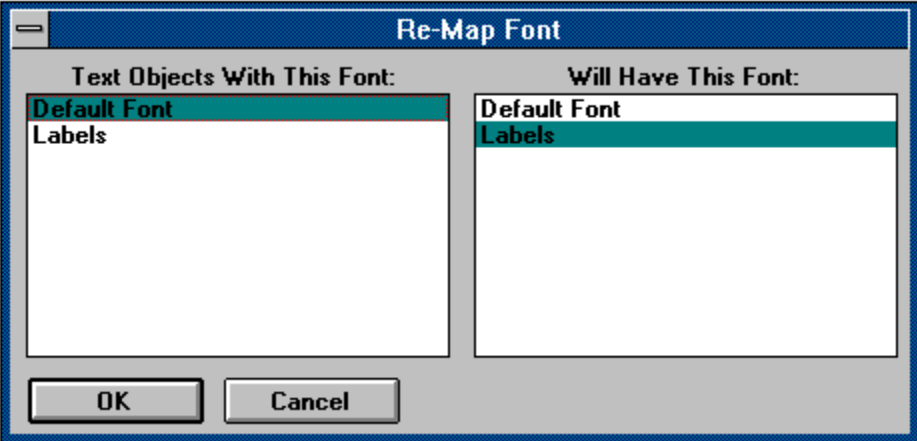 Re-Map Font
Text Objects With This Font:
Default Font
Labels
Will Have This Font:
Default Font
Labels
OK
Cancel